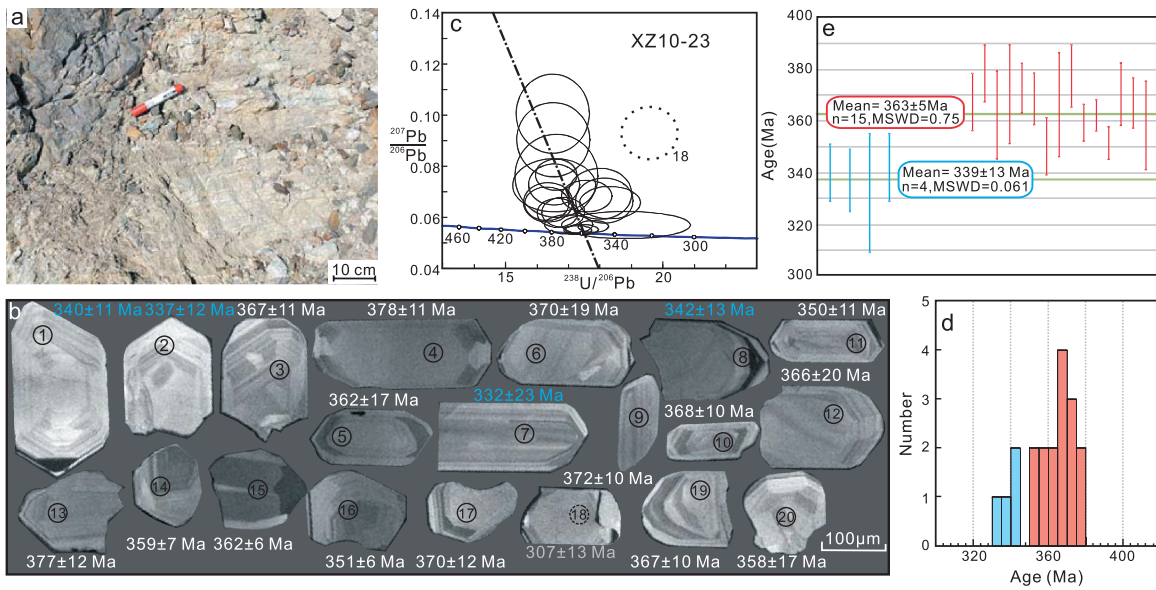 a
10 cm
c
XZ10-23
0.14
0.12
0.10
0.08
0.06
0.04
207Pb
206Pb
18
460
420
380
340
300
15
20
238U/206Pb
e
400
380
360
340
320
300
Age(Ma)
Mean= 363±5Ma
n=15,MSWD=0.75
Mean= 339±13 Ma
n=4,MSWD=0.061
b
340±11 Ma 337±12 Ma 367±11 Ma 378±11 Ma 370±19 Ma 342±13 Ma 350±11 Ma
1 2 3 4 6 8 11
362±17 Ma 332±23 Ma 368±10 Ma 366±20 Ma
5 7 9 10 12
372±10 Ma
13 14 15 16 17 18 19 20
377±12 Ma 359±7 Ma 362±6 Ma 351±6 Ma 370±12 Ma 307±13 Ma 367±10 Ma 358±17 Ma
100μm
d
5
4
3
2
1
0
Number
320
360
400
Age (Ma)